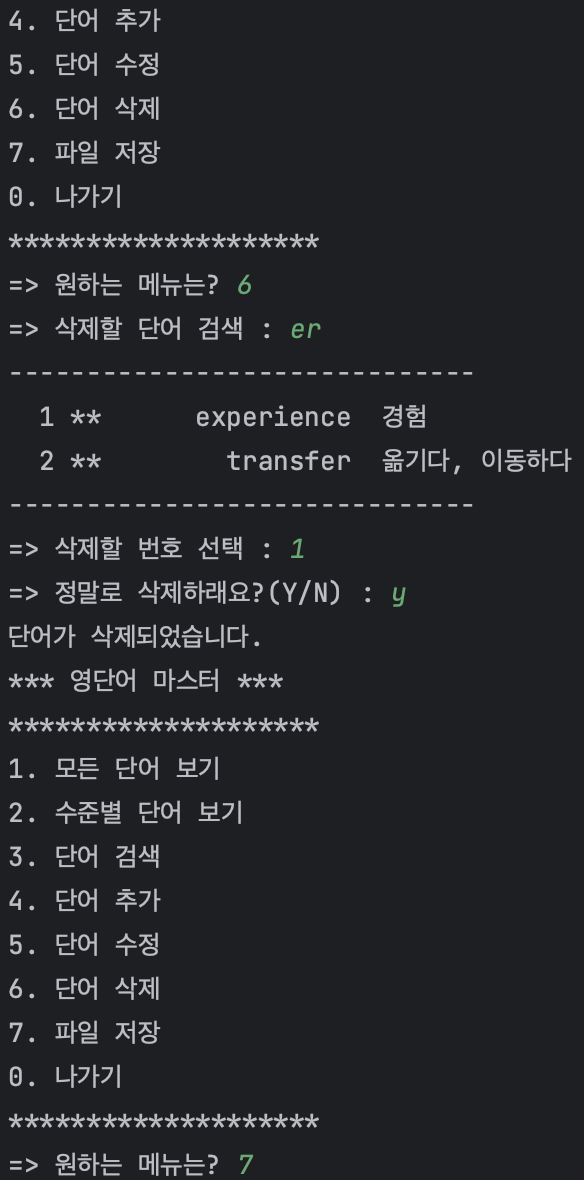 4. 단어 추가
5. 단어 수정
6. 단어 삭제
7. 파일 저장
0. 나가기
********************
=> 원하는 메뉴는? 6
=> 삭제할 단어 검색 : er
------------------------------
  1 **      experience  경험
  2 **        transfer  옮기다, 이동하다
------------------------------
=> 삭제할 번호 선택 : 1
=> 정말로 삭제하래요?(Y/N) : y
단어가 삭제되었습니다.
*** 영단어 마스터 ***
********************
1. 모든 단어 보기
2. 수준별 단어 보기
3. 단어 검색
4. 단어 추가
5. 단어 수정
6. 단어 삭제
7. 파일 저장
0. 나가기
********************
=> 원하는 메뉴는? 7